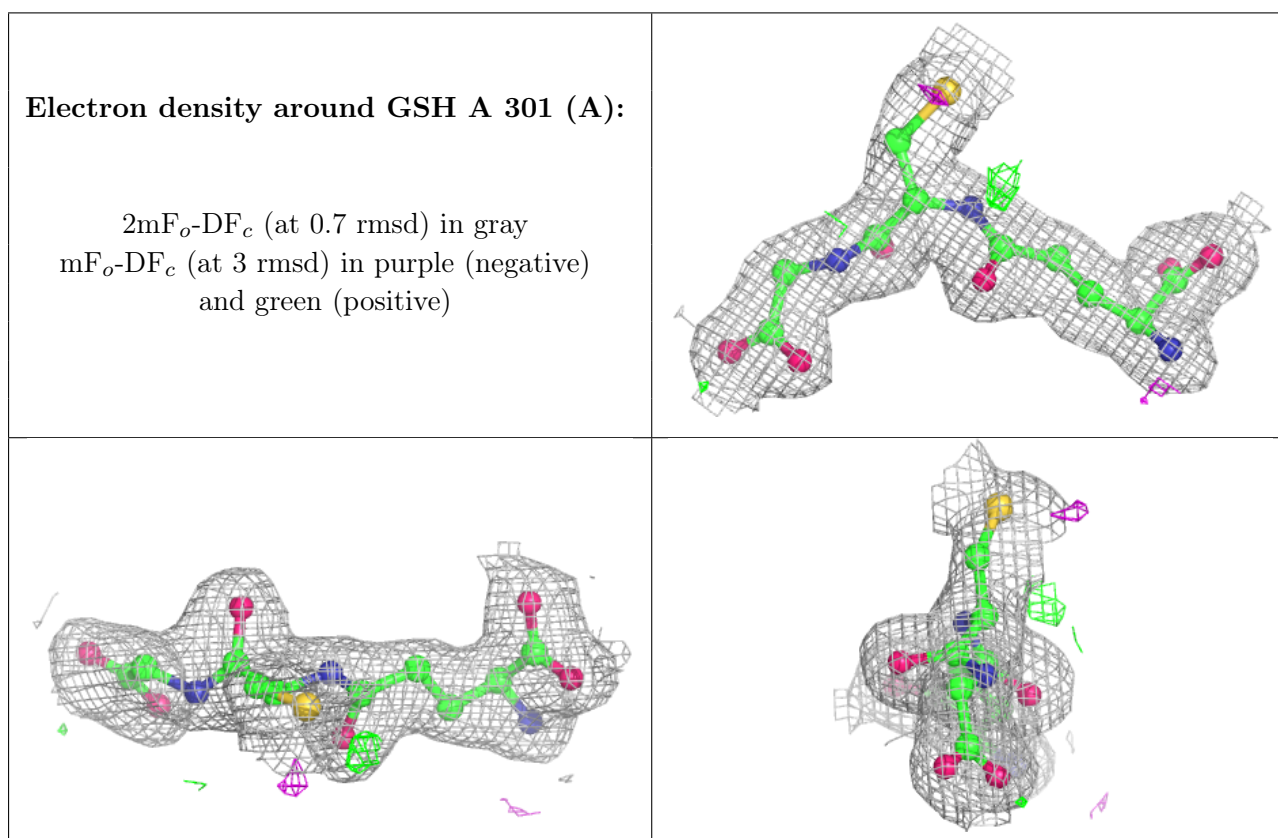 Electron density around GSH A 301 (A):
2mFₒ-DF𝒸 (at 0.7 rmsd) in gray
mFₒ-DF𝒸 (at 3 rmsd) in purple (negative)
and green (positive)